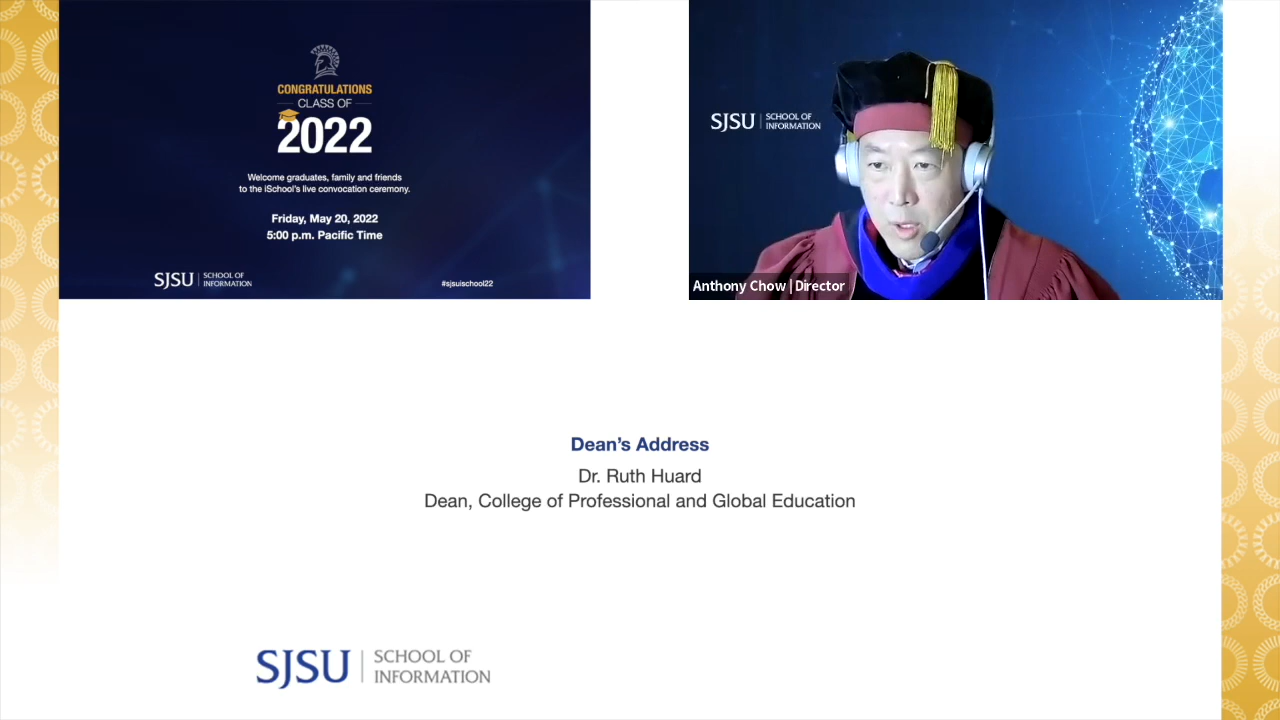 CONGRATULATIONS
CLASS OF
2022
Welcome graduates, family and friends
to the iSchool's live convocation ceremony.
Friday, May 20, 2022
5:00 p.m. Pacific Time
SJSU SCHOOL OF
INFORMATION
#sjsuischool22
SJSU SCHOOL OF
INFORMATION
Anthony Chow | Director
Dean's Address
Dr. Ruth Huard
Dean, College of Professional and Global Education
SJSU SCHOOL OF
INFORMATION